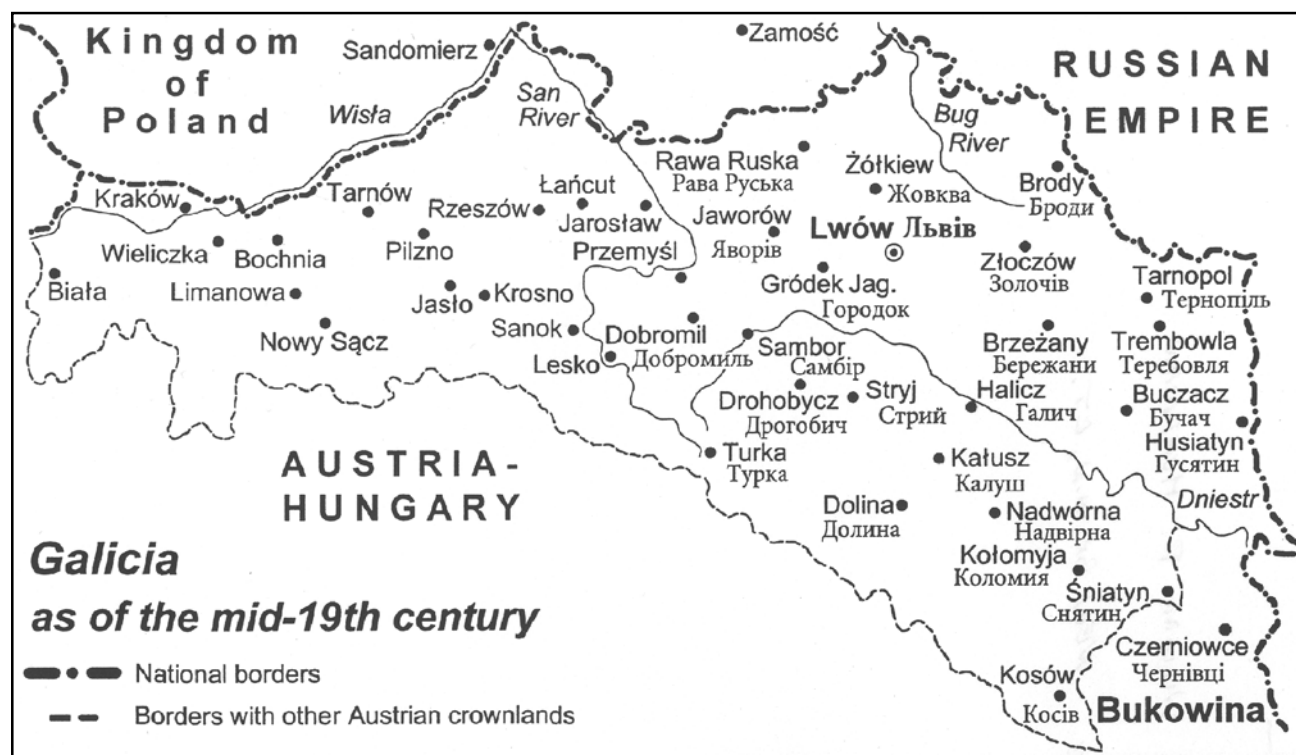 Kingdom
of
Poland
Sandomierz
Zamość
RUSSIAN
EMPIRE
Wisła
San
River
Bug
River
Kraków
Tarnów
Rzeszów
Łańcut
Jarosław
Przemyśl
Rawa Ruska
Рава Руська
Żółkiew
Жовква
Brody
Броди
Jaworów
Яворів
Lwów Львів
Wieliczka
Bochnia
Pilzno
Biała
Limanowa
Jasło
Krosno
Gródek Jag.
Городок
Złoczów
Золочів
Tarnopol
Тернопіль
Nowy Sącz
Sanok
Lesko
Dobromil
Добромиль
Sambor
Самбір
Brzeżany
Бережани
Trembowla
Теребовля
Drohobycz
Дрогобич
Stryj
Стрий
Halicz
Галич
Buczacz
Бучач
Husiatyn
Гусятин
Turka
Турка
Kałusz
Калуш
AUSTRIA-
HUNGARY
Dolina
Долина
Nadwórna
Надвірна
Dniestr
Kołomyja
Коломия
Śniatyn
Снятин
Czerniowce
Чернівці
Kosów
Косів
Bukowina
Galicia
as of the mid-19th century
National borders
Borders with other Austrian crownlands